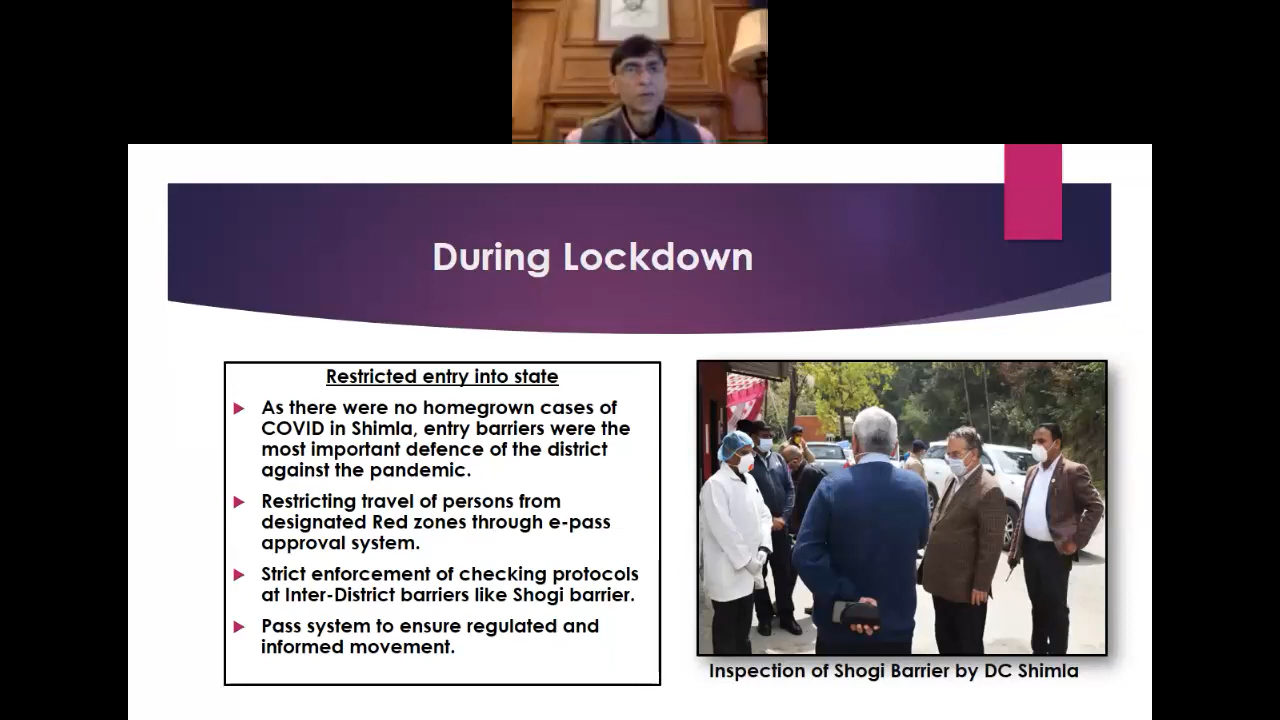 During Lockdown
Restricted entry into state
As there were no homegrown cases of
COVID in Shimla, entry barriers were the
most important defence of the district
against the pandemic.
Restricting travel of persons from
designated Red zones through e-pass
approval system.
Strict enforcement of checking protocols
at Inter-District barriers like Shogi barrier.
Pass system to ensure regulated and
informed movement.
Inspection of Shogi Barrier by DC Shimla